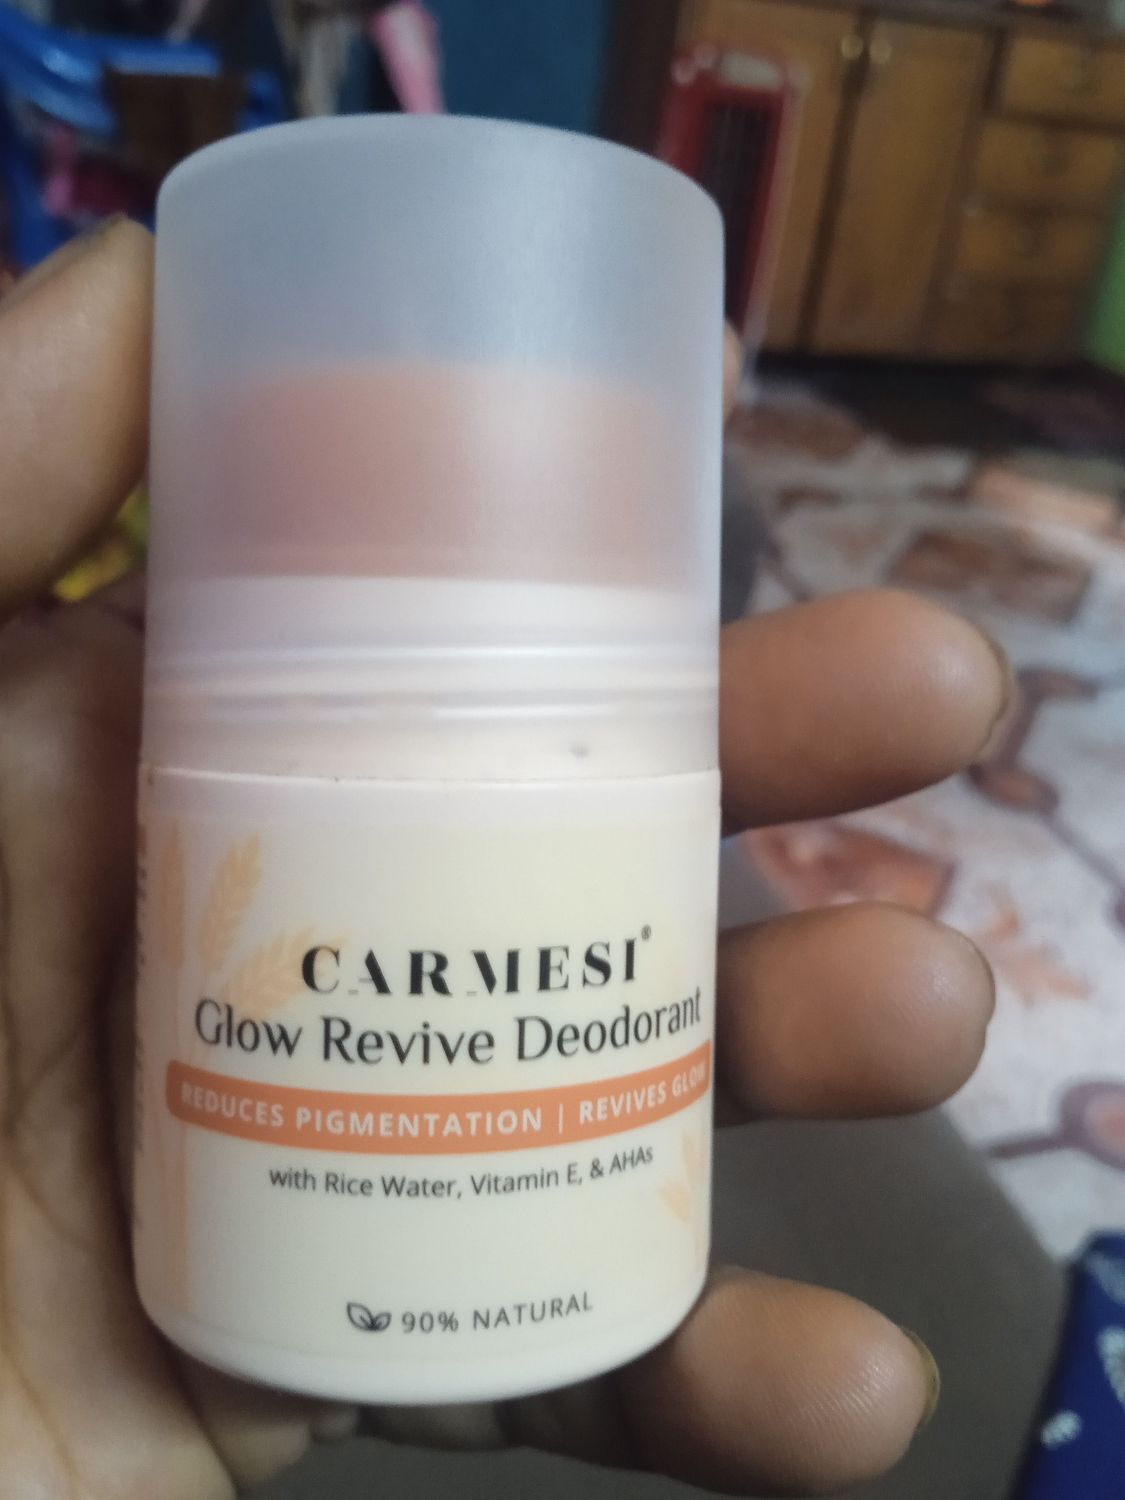 CARMESI®
Glow Revive Deodorant
REDUCES PIGMENTATION | REVIVES GLOW
with Rice Water, Vitamin E, & AHAs
90% NATURAL